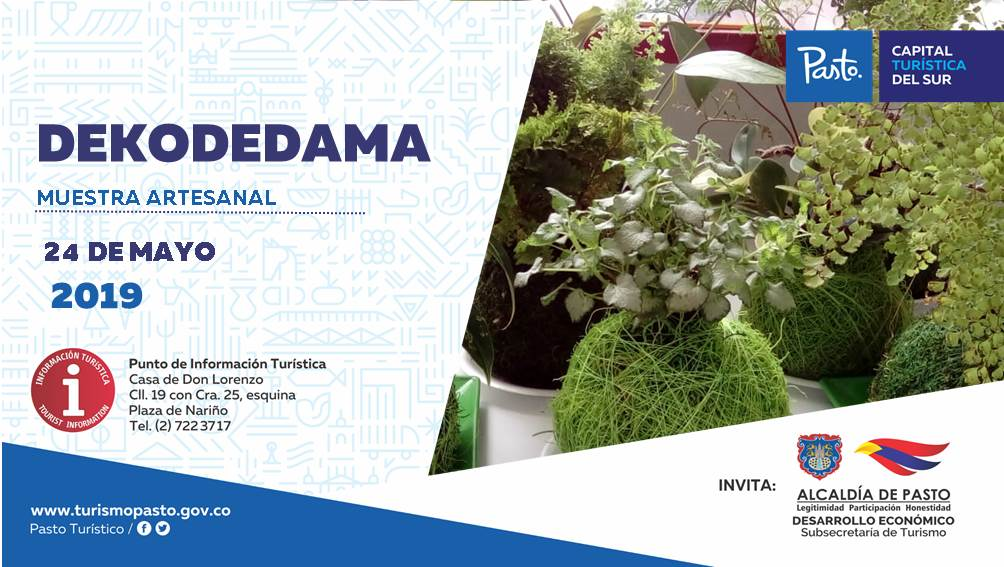 Pasto.
CAPITAL
TURÍSTICA
DEL SUR
DEKODEDAMA
MUESTRA ARTESANAL
24 DE MAYO
2019
INFORMACIÓN TURÍSTICA
i
TOURIST INFORMATION
Punto de Información Turística
Casa de Don Lorenzo
Cll. 19 con Cra. 25, esquina
Plaza de Nariño
Tel. (2) 7223717
www.turismopasto.gov.co
Pasto Turístico /
INVITA:
ALCALDÍA DE PASTO
Legitimidad Participación Honestidad
DESARROLLO ECONÓMICO
Subsecretaría de Turismo